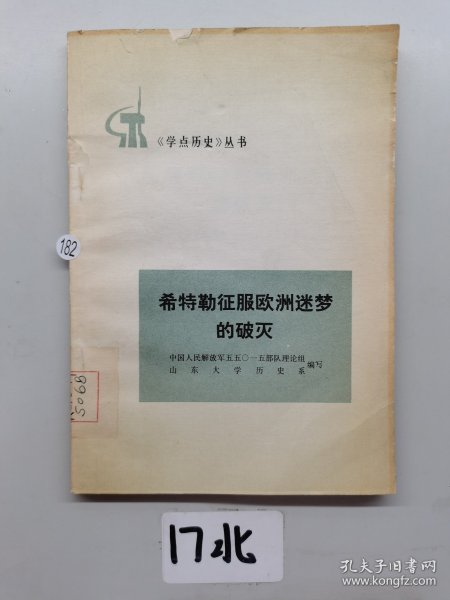 《学点历史》丛书
182
希特勒征服欧洲迷梦
的破灭
中国人民解放军五五〇一五部队理论组
山东大学历史系
编写
5068
17北
孔夫子旧书网
www.kongfz.com